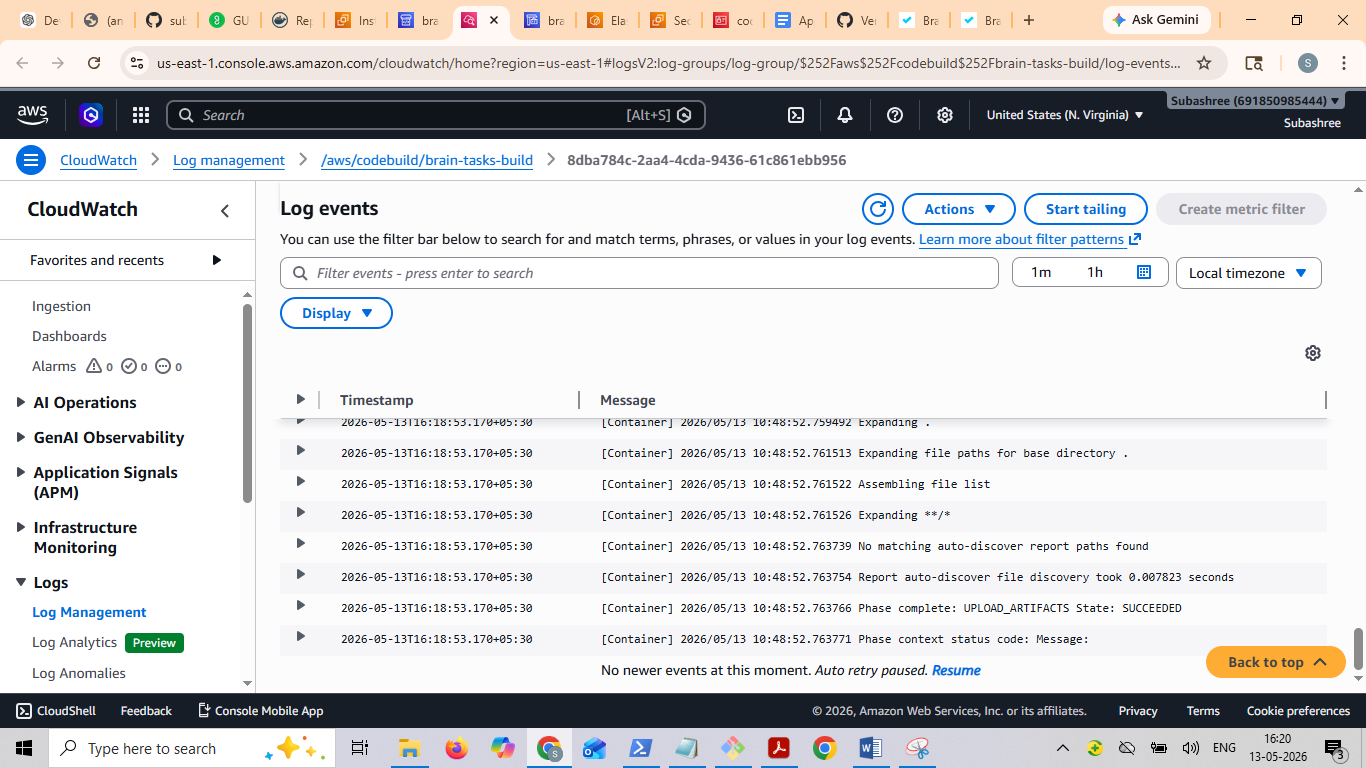 De
(an
sub
GU
Rep
Inst
bra
bra
Ela
Sec
coo
Ap
Ver
Bra
Bra
Ask Gemini
us-east-1.console.aws.amazon.com/cloudwatch/home?region=us-east-1#logsV2:log-groups/log-group/$252Faws$252Fcodebuild$252Fbrain-tasks-build/log-events...
S
aws
Search
[Alt+S]
United States (N. Virginia)
Subashree (691850985444)
Subashree
CloudWatch
Log management
/aws/codebuild/brain-tasks-build
8dba784c-2aa4-4cda-9436-61c861ebb956
CloudWatch
Favorites and recents
Ingestion
Dashboards
Alarms 0 0 0
AI Operations
GenAI Observability
Application Signals
(APM)
Infrastructure
Monitoring
Logs
Log Management
Log Analytics Preview
Log Anomalies
Log events
Actions
Start tailing
Create metric filter
You can use the filter bar below to search for and match terms, phrases, or values in your log events. Learn more about filter patterns
Filter events - press enter to search
1m 1h
Local timezone
Display
Timestamp Message
2026-05-13T16:18:53.170+05:30 [Container] 2026/05/13 10:48:52.759492 Expanding .
2026-05-13T16:18:53.170+05:30 [Container] 2026/05/13 10:48:52.761513 Expanding file paths for base directory .
2026-05-13T16:18:53.170+05:30 [Container] 2026/05/13 10:48:52.761522 Assembling file list
2026-05-13T16:18:53.170+05:30 [Container] 2026/05/13 10:48:52.761526 Expanding **/*
2026-05-13T16:18:53.170+05:30 [Container] 2026/05/13 10:48:52.763739 No matching auto-discover report paths found
2026-05-13T16:18:53.170+05:30 [Container] 2026/05/13 10:48:52.763754 Report auto-discover file discovery took 0.007823 seconds
2026-05-13T16:18:53.170+05:30 [Container] 2026/05/13 10:48:52.763766 Phase complete: UPLOAD_ARTIFACTS State: SUCCEEDED
2026-05-13T16:18:53.170+05:30 [Container] 2026/05/13 10:48:52.763771 Phase context status code: Message:
No newer events at this moment. Auto retry paused. Resume
Back to top
CloudShell
Feedback
Console Mobile App
© 2026, Amazon Web Services, Inc. or its affiliates.
Privacy
Terms
Cookie preferences
Type here to search
ENG
16:20
13-05-2026
3